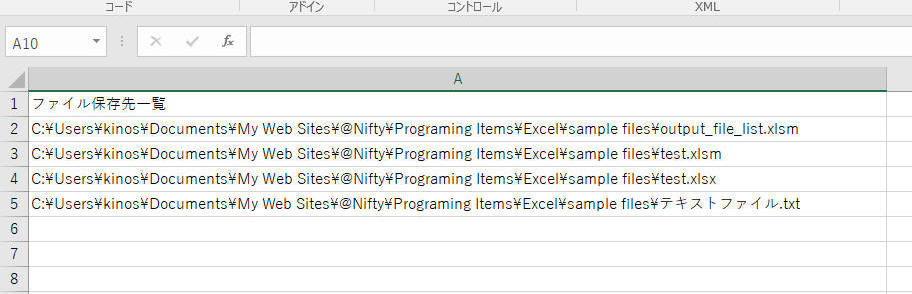 コード アドイン コントロール XML
A10 fx
A
1 ファイル保存先一覧
2 C:¥Users¥kinos¥Documents¥My Web Sites¥@Nifty¥Programing Items¥Excel¥sample files¥output_file_list.xlsm
3 C:¥Users¥kinos¥Documents¥My Web Sites¥@Nifty¥Programing Items¥Excel¥sample files¥test.xlsm
4 C:¥Users¥kinos¥Documents¥My Web Sites¥@Nifty¥Programing Items¥Excel¥sample files¥test.xlsx
5 C:¥Users¥kinos¥Documents¥My Web Sites¥@Nifty¥Programing Items¥Excel¥sample files¥テキストファイル.txt
6
7
8